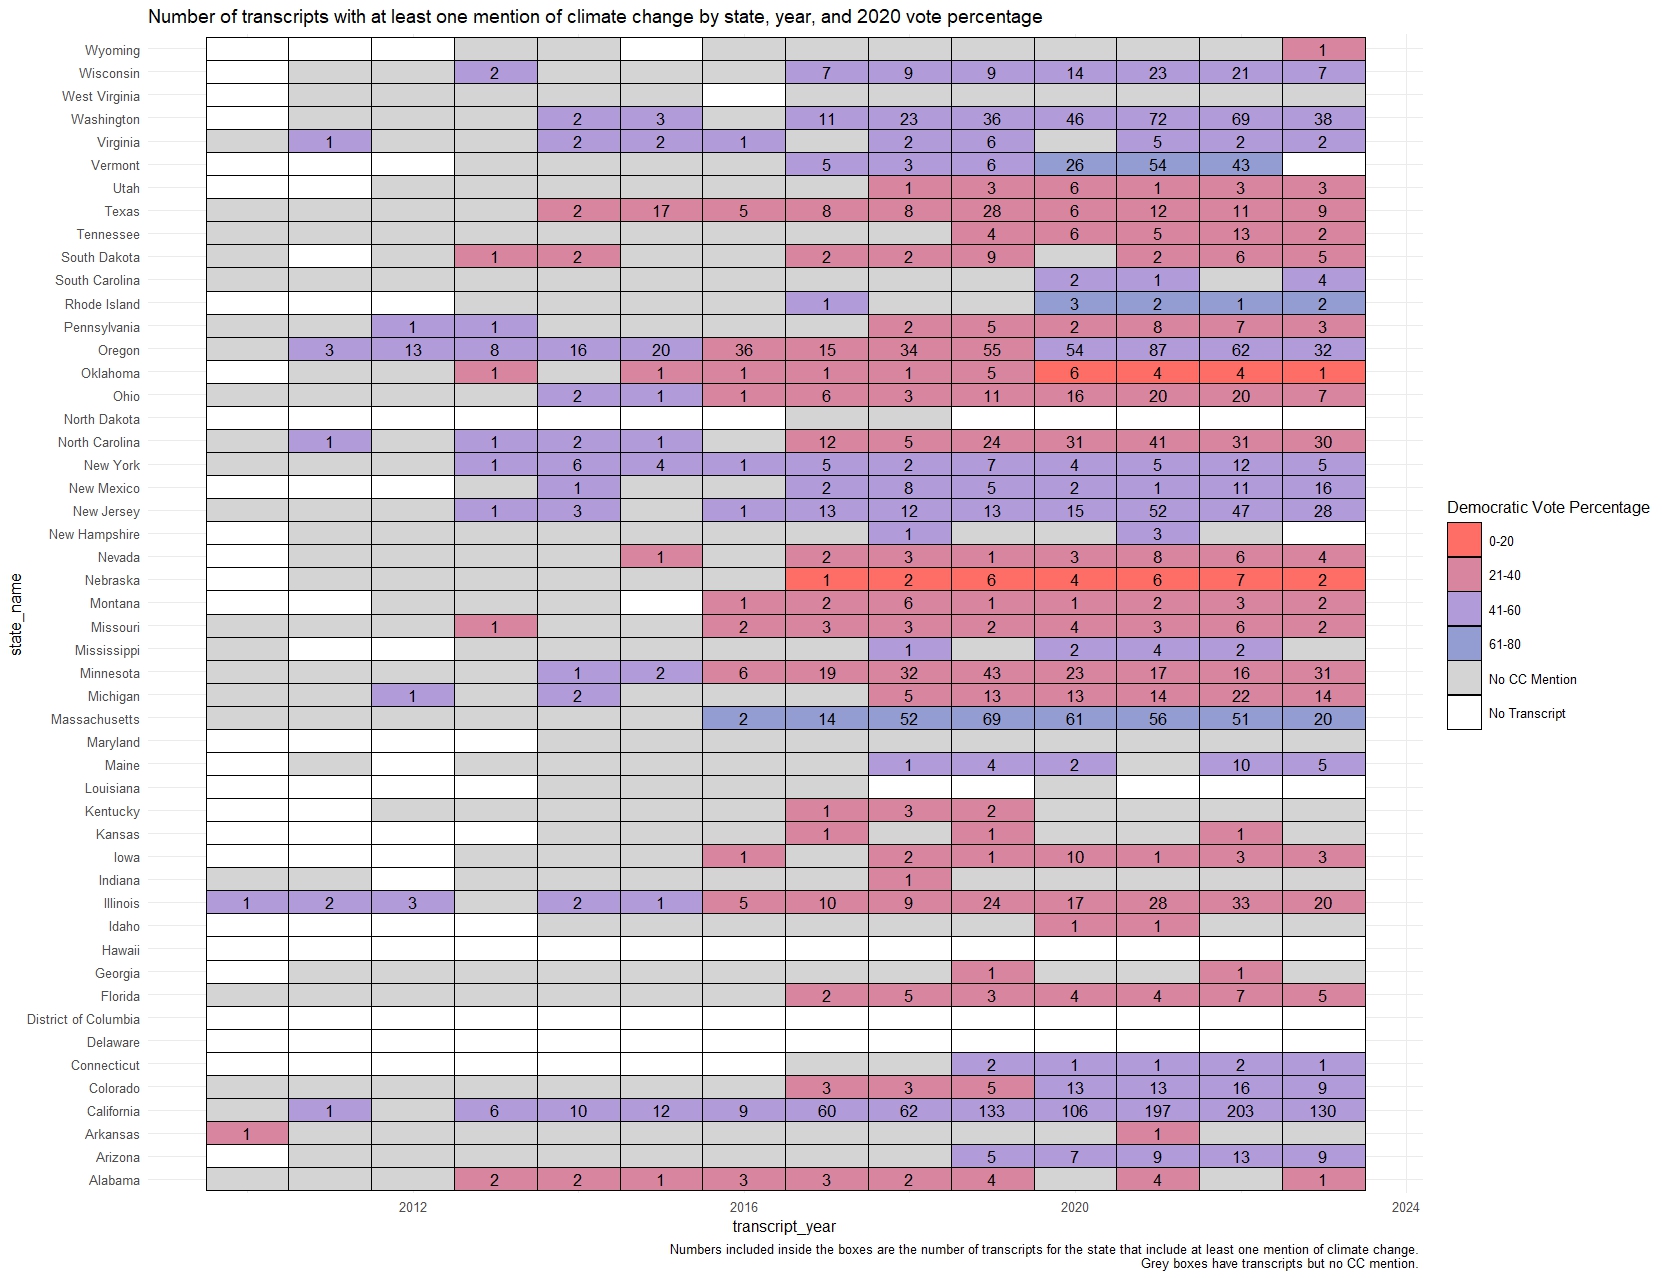 Number of transcripts with at least one mention of climate change by state, year, and 2020 vote percentage
Wyoming 1
Wisconsin 2 7 9 9 14 23 21 7
West Virginia
Washington 2 3 11 23 36 46 72 69 38
Virginia 1 2 2 1 2 6 5 2 2
Vermont 5 3 6 26 54 43
Utah 1 3 6 1 3 3
Texas 2 17 5 8 8 28 6 12 11 9
Tennessee 4 6 5 13 2
South Dakota 1 2 2 2 9 2 6 5
South Carolina 2 1 4
Rhode Island 1 3 2 1 2
Pennsylvania 1 1 2 5 2 8 7 3
Oregon 3 13 8 16 20 36 15 34 55 54 87 62 32
Oklahoma 1 1 1 1 1 5 6 4 4 1
Ohio 2 1 1 6 3 11 16 20 20 7
North Dakota
North Carolina 1 1 2 1 12 5 24 31 41 31 30
New York 1 6 4 1 5 2 7 4 5 12 5
New Mexico 1 2 8 5 2 1 11 16
New Jersey 1 3 1 13 12 13 15 52 47 28
New Hampshire 1 3
Nevada 1 2 3 1 3 8 6 4
Nebraska 1 2 6 4 6 7 2
Montana 1 2 6 1 1 2 3 2
Missouri 1 2 3 3 2 4 3 6 2
Mississippi 1 2 4 2
Minnesota 1 2 6 19 32 43 23 17 16 31
Michigan 1 2 5 13 13 14 22 14
Massachusetts 2 14 52 69 61 56 51 20
Maryland
Maine 1 4 2 10 5
Louisiana
Kentucky 1 3 2
Kansas 1 1 1
Iowa 1 2 1 10 1 3 3
Indiana 1
Illinois 1 2 3 2 1 5 10 9 24 17 28 33 20
Idaho 1 1
Hawaii
Georgia 1 1
Florida 2 5 3 4 4 7 5
District of Columbia
Delaware
Connecticut 2 1 1 2 1
Colorado 3 3 5 13 13 16 9
California 1 6 10 12 9 60 62 133 106 197 203 130
Arkansas 1 1
Arizona 5 7 9 13 9
Alabama 2 2 1 3 3 2 4 4 1
state_name
2012 2016 2020 2024
transcript_year
Democratic Vote Percentage
0-20
21-40
41-60
61-80
No CC Mention
No Transcript
Numbers included inside the boxes are the number of transcripts for the state that include at least one mention of climate change.
Grey boxes have transcripts but no CC mention.